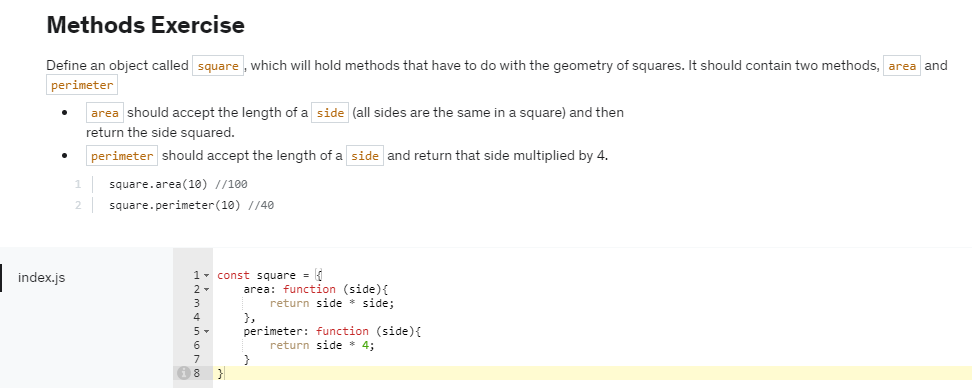 Methods Exercise
Define an object called square, which will hold methods that have to do with the geometry of squares. It should contain two methods, area and
perimeter
• area should accept the length of a side (all sides are the same in a square) and then
return the side squared.
• perimeter should accept the length of a side and return that side multiplied by 4.
1 square.area(10) //100
2 square.perimeter(10) //40
index.js
1 const square = {
2 area: function (side){
3 return side * side;
4 },
5 perimeter: function (side){
6 return side * 4;
7 }
8 }